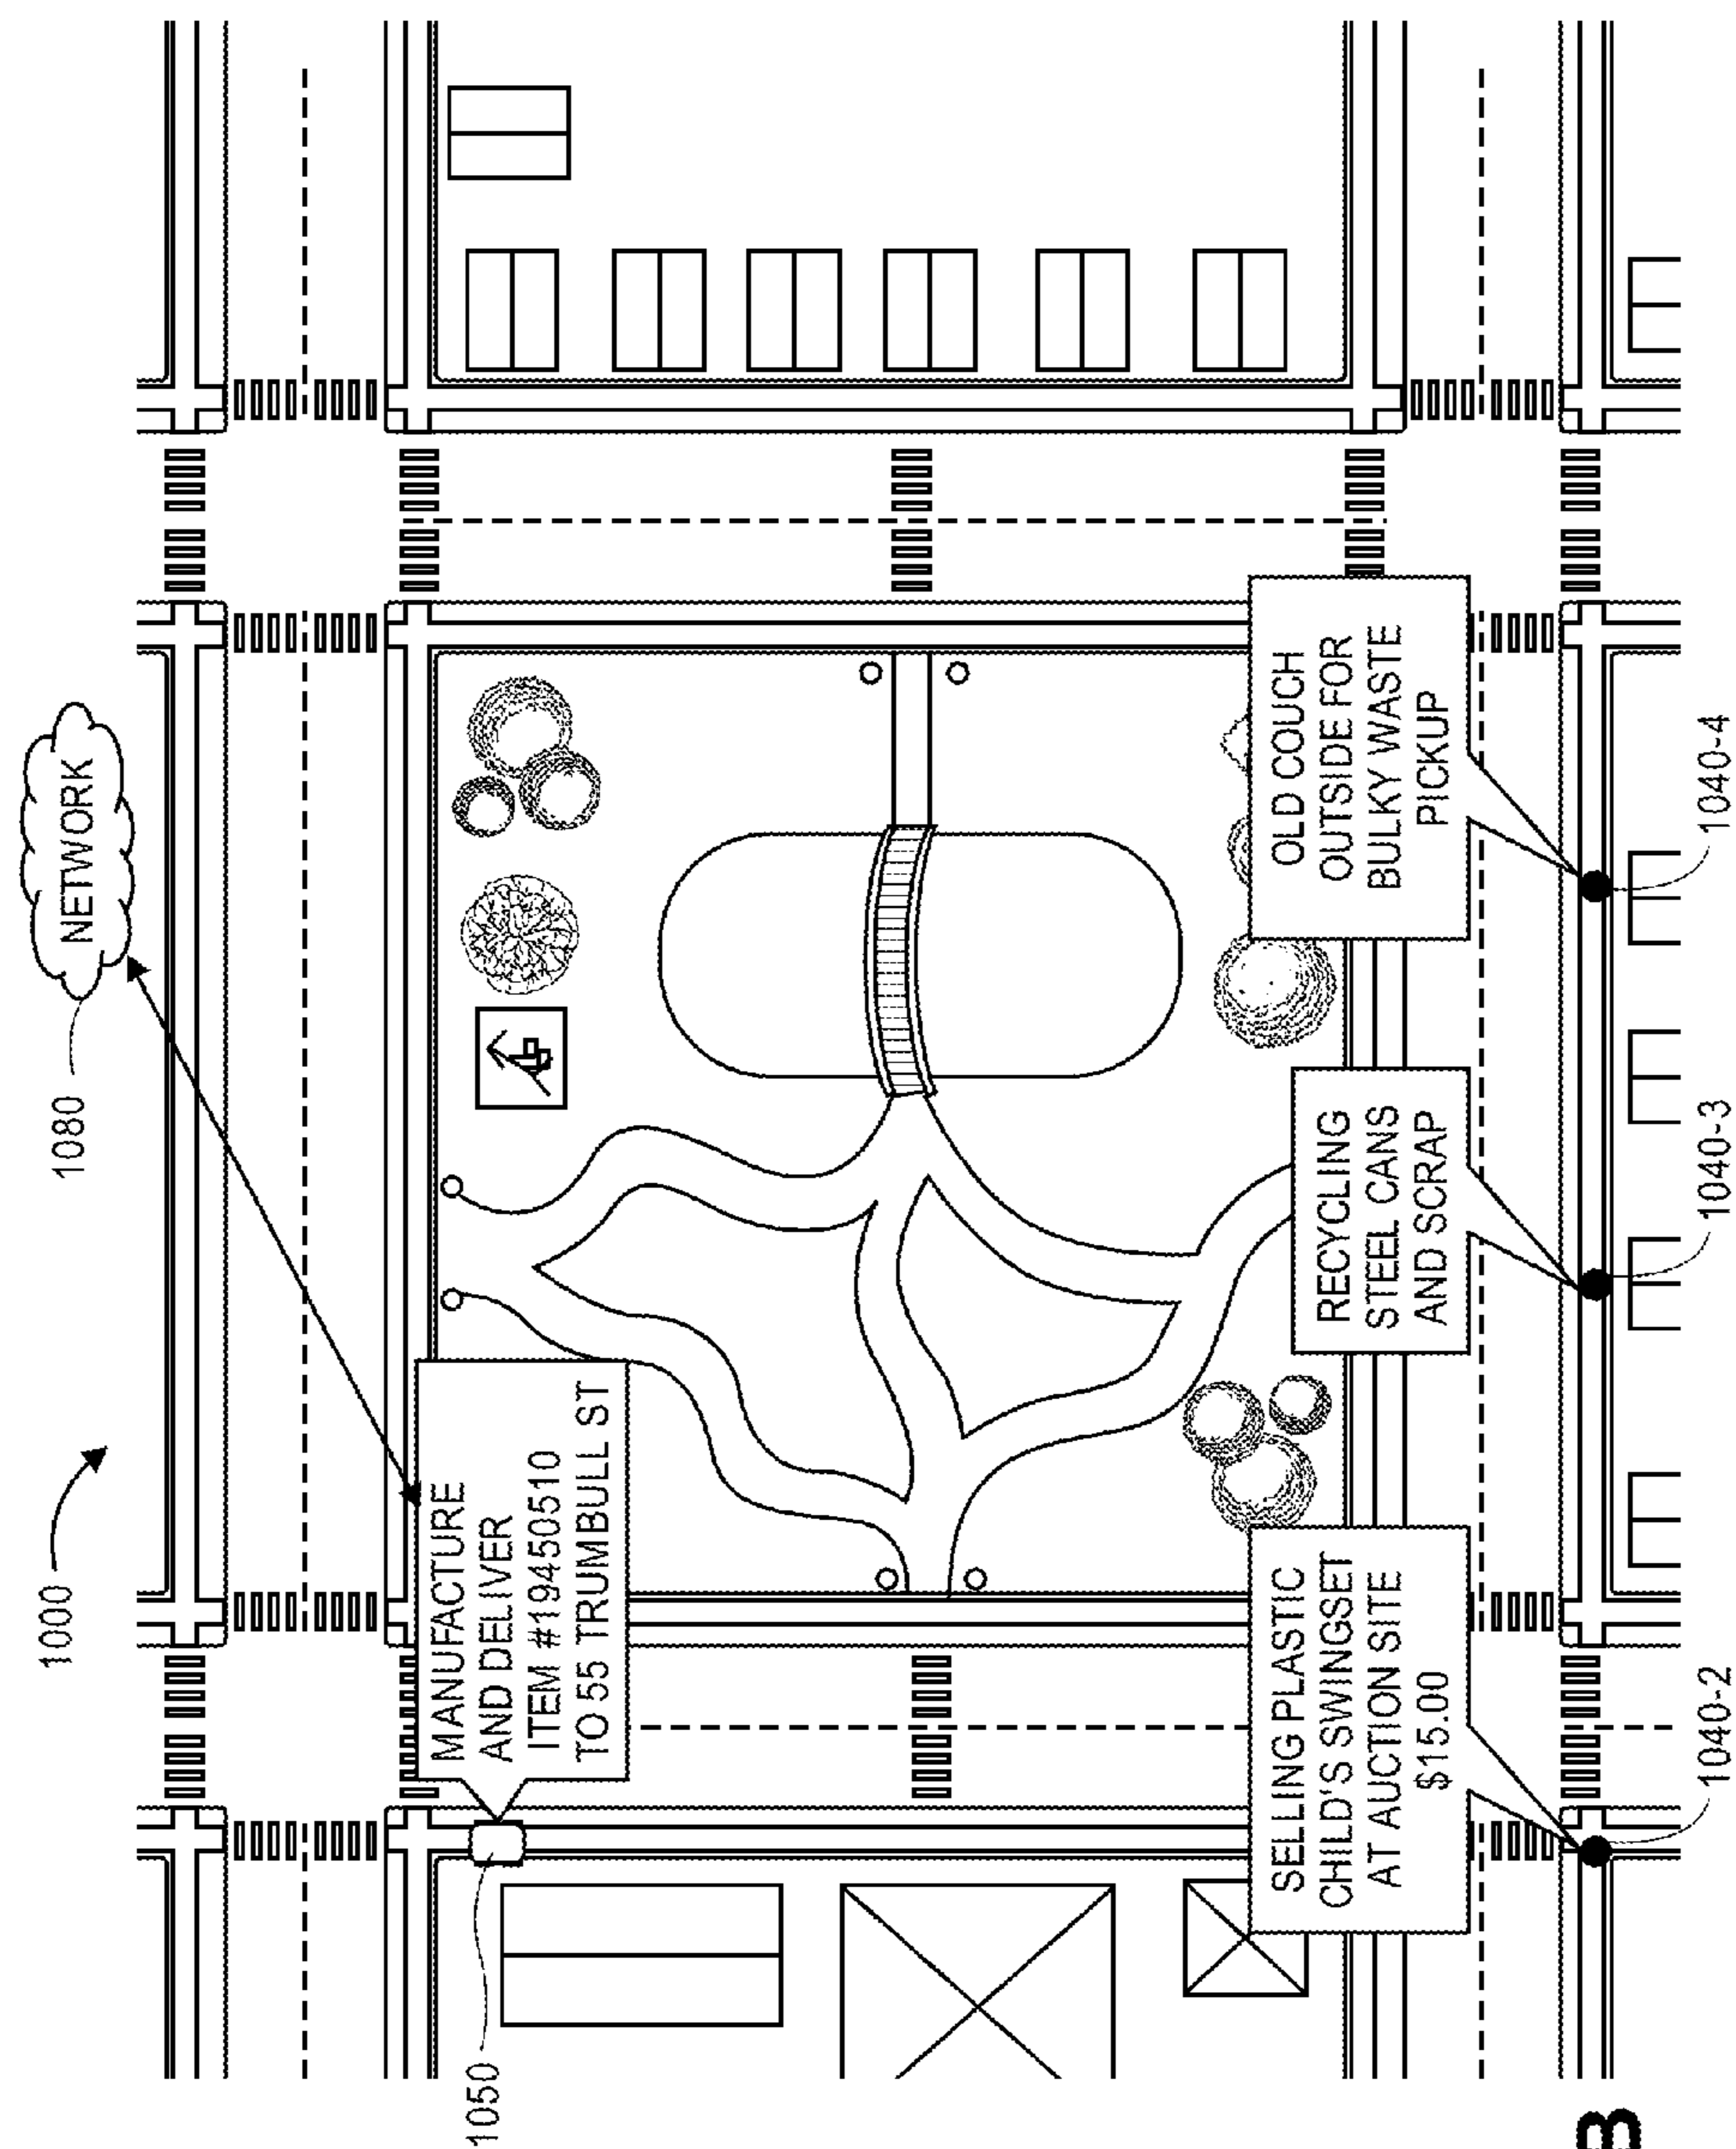 1000
1080
NETWORK
1050
MANUFACTURE
AND DELIVER
ITEM #19450510
TO 55 TRUMBULL ST
SELLING PLASTIC
CHILD'S SWINGSET
AT AUCTION SITE
$15.00
RECYCLING
STEEL CANS
AND SCRAP
OLD COUCH
OUTSIDE FOR
BULKY WASTE
PICKUP
1040-2
1040-3
1040-4